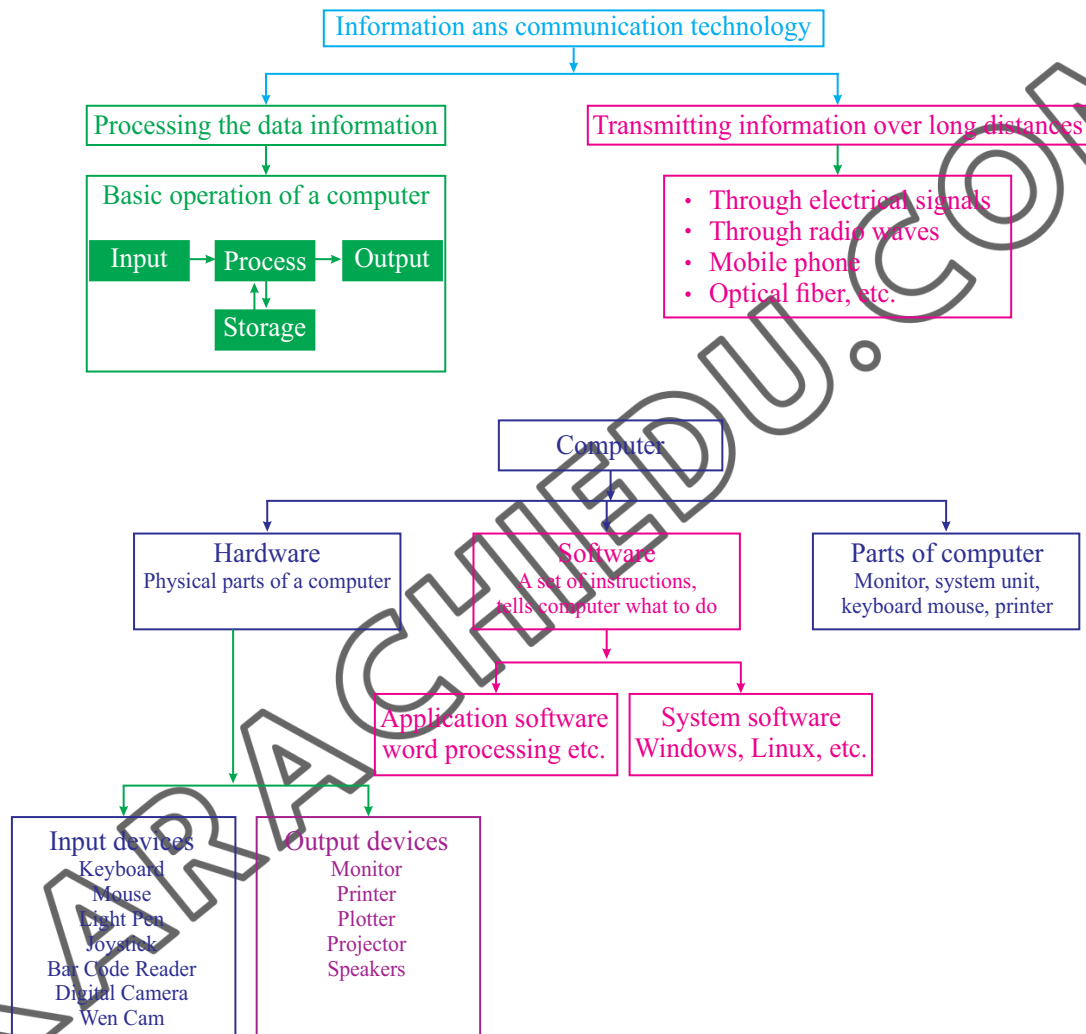 Information ans communication technology
Processing the data information
Transmitting information over long distances
Basic operation of a computer
Input
Process
Output
Storage
• Through electrical signals
• Through radio waves
• Mobile phone
• Optical fiber, etc.
Computer
Hardware
Physical parts of a computer
Software
A set of instructions,
tells computer what to do
Parts of computer
Monitor, system unit,
keyboard mouse, printer
Application software
word processing etc.
System software
Windows, Linux, etc.
Input devices
Keyboard
Mouse
Light Pen
Joystick
Bar Code Reader
Digital Camera
Wen Cam
Output devices
Monitor
Printer
Plotter
Projector
Speakers
KARACHIEDU.COM